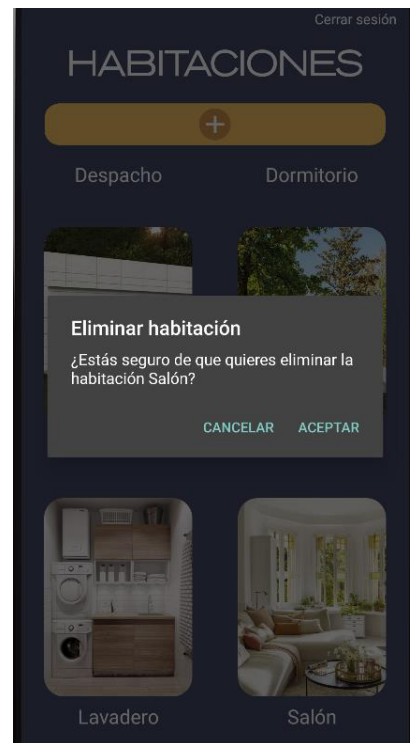 Cerrar sesión
HABITACIONES
+
Despacho Dormitorio
Eliminar habitación
¿Estás seguro de que quieres eliminar la
habitación Salón?
CANCELAR ACEPTAR
Lavadero Salón